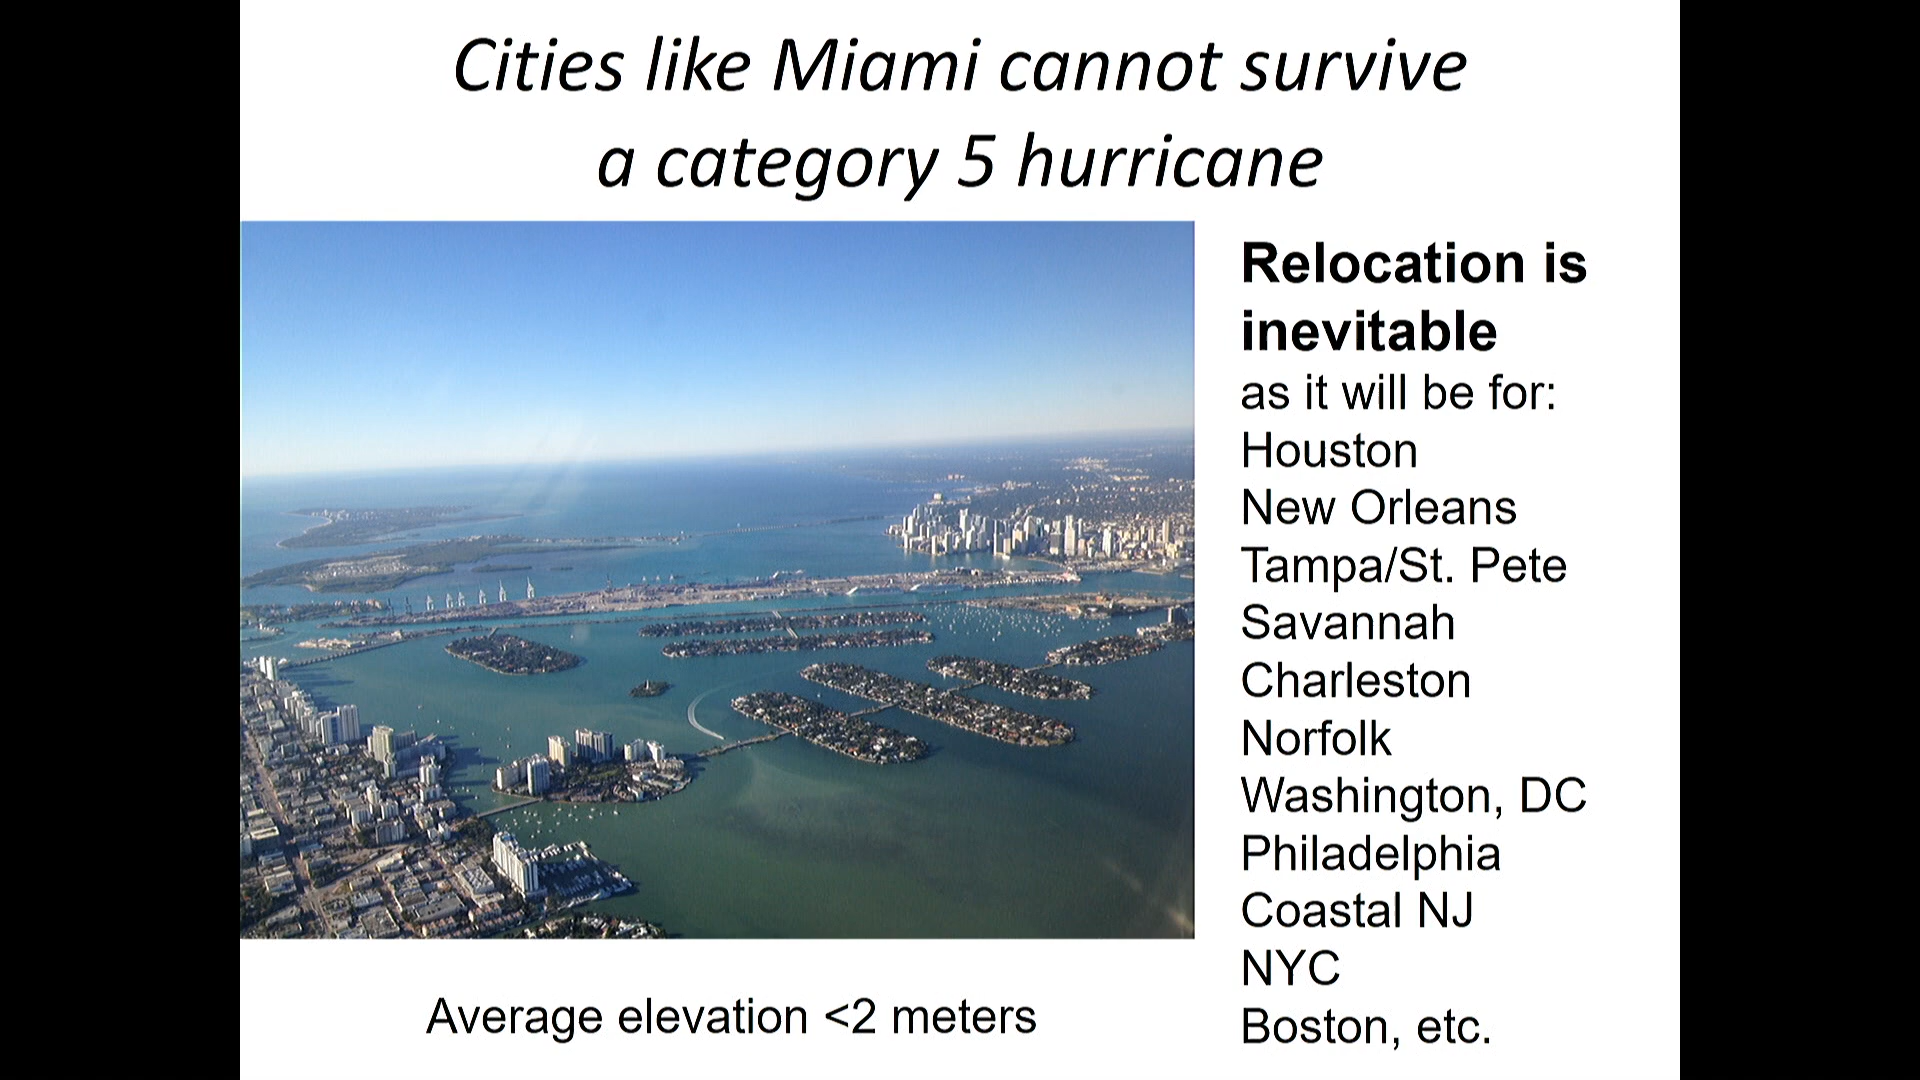 Cities like Miami cannot survive
a category 5 hurricane
Relocation is
inevitable
as it will be for:
Houston
New Orleans
Tampa/St. Pete
Savannah
Charleston
Norfolk
Washington, DC
Philadelphia
Coastal NJ
NYC
Boston, etc.
Average elevation <2 meters